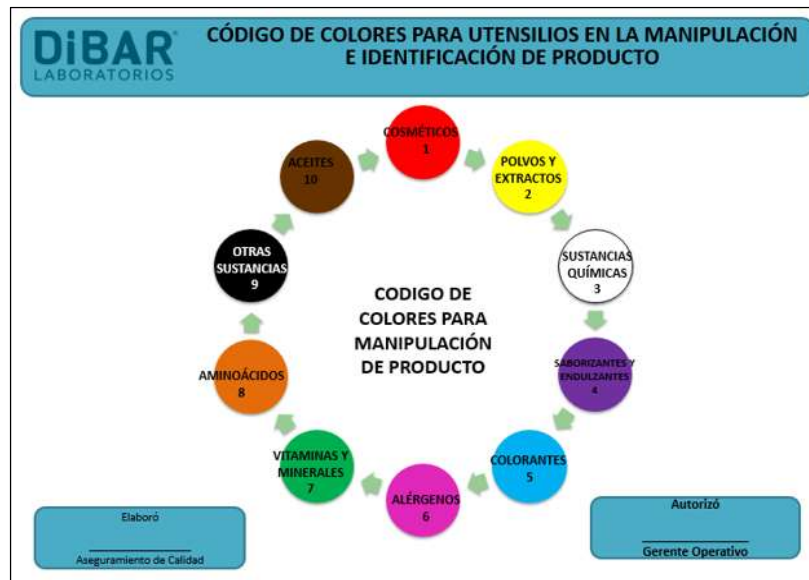 DiBAR
LABORATORIOS
CÓDIGO DE COLORES PARA UTENSILIOS EN LA MANIPULACIÓN
E IDENTIFICACIÓN DE PRODUCTO
COSMÉTICOS
1
POLVOS Y
EXTRACTOS
2
SUSTANCIAS
QUÍMICAS
3
SABORIZANTES Y
ENDULZANTES
4
COLORANTES
5
ALÉRGENOS
6
VITAMINAS Y
MINERALES
7
AMINOÁCIDOS
8
OTRAS
SUSTANCIAS
9
ACEITES
10
CODIGO DE
COLORES PARA
MANIPULACIÓN
DE PRODUCTO
Elaboró
Aseguramiento de Calidad
Autorizó
Gerente Operativo